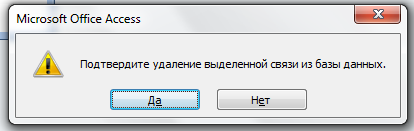 Microsoft Office Access
Подтвердите удаление выделенной связи из базы данных.
Да
Нет